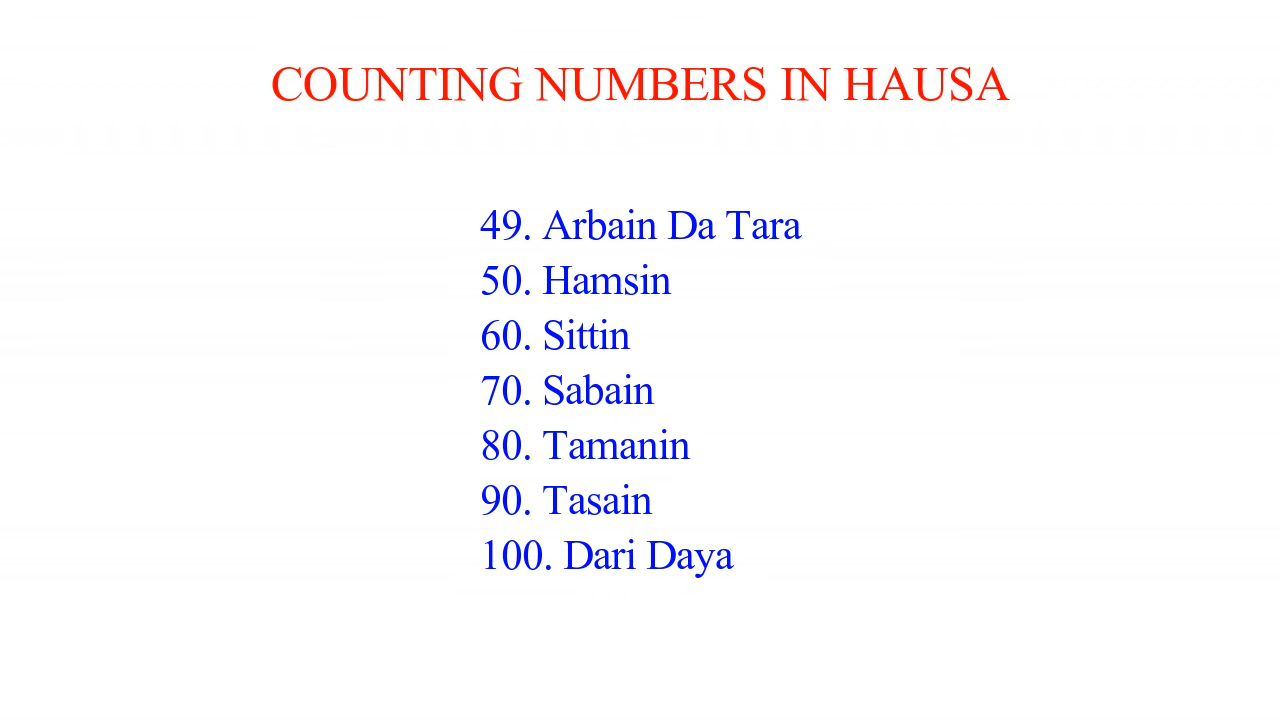 COUNTING NUMBERS IN HAUSA
49. Arbain Da Tara
50. Hamsin
60. Sittin
70. Sabain
80. Tamanin
90. Tasain
100. Dari Daya